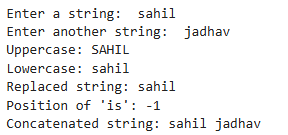 Enter a string:  sahil
Enter another string:  jadhav
Uppercase: SAHIL
Lowercase: sahil
Replaced string: sahil
Position of 'is': -1
Concatenated string: sahil jadhav